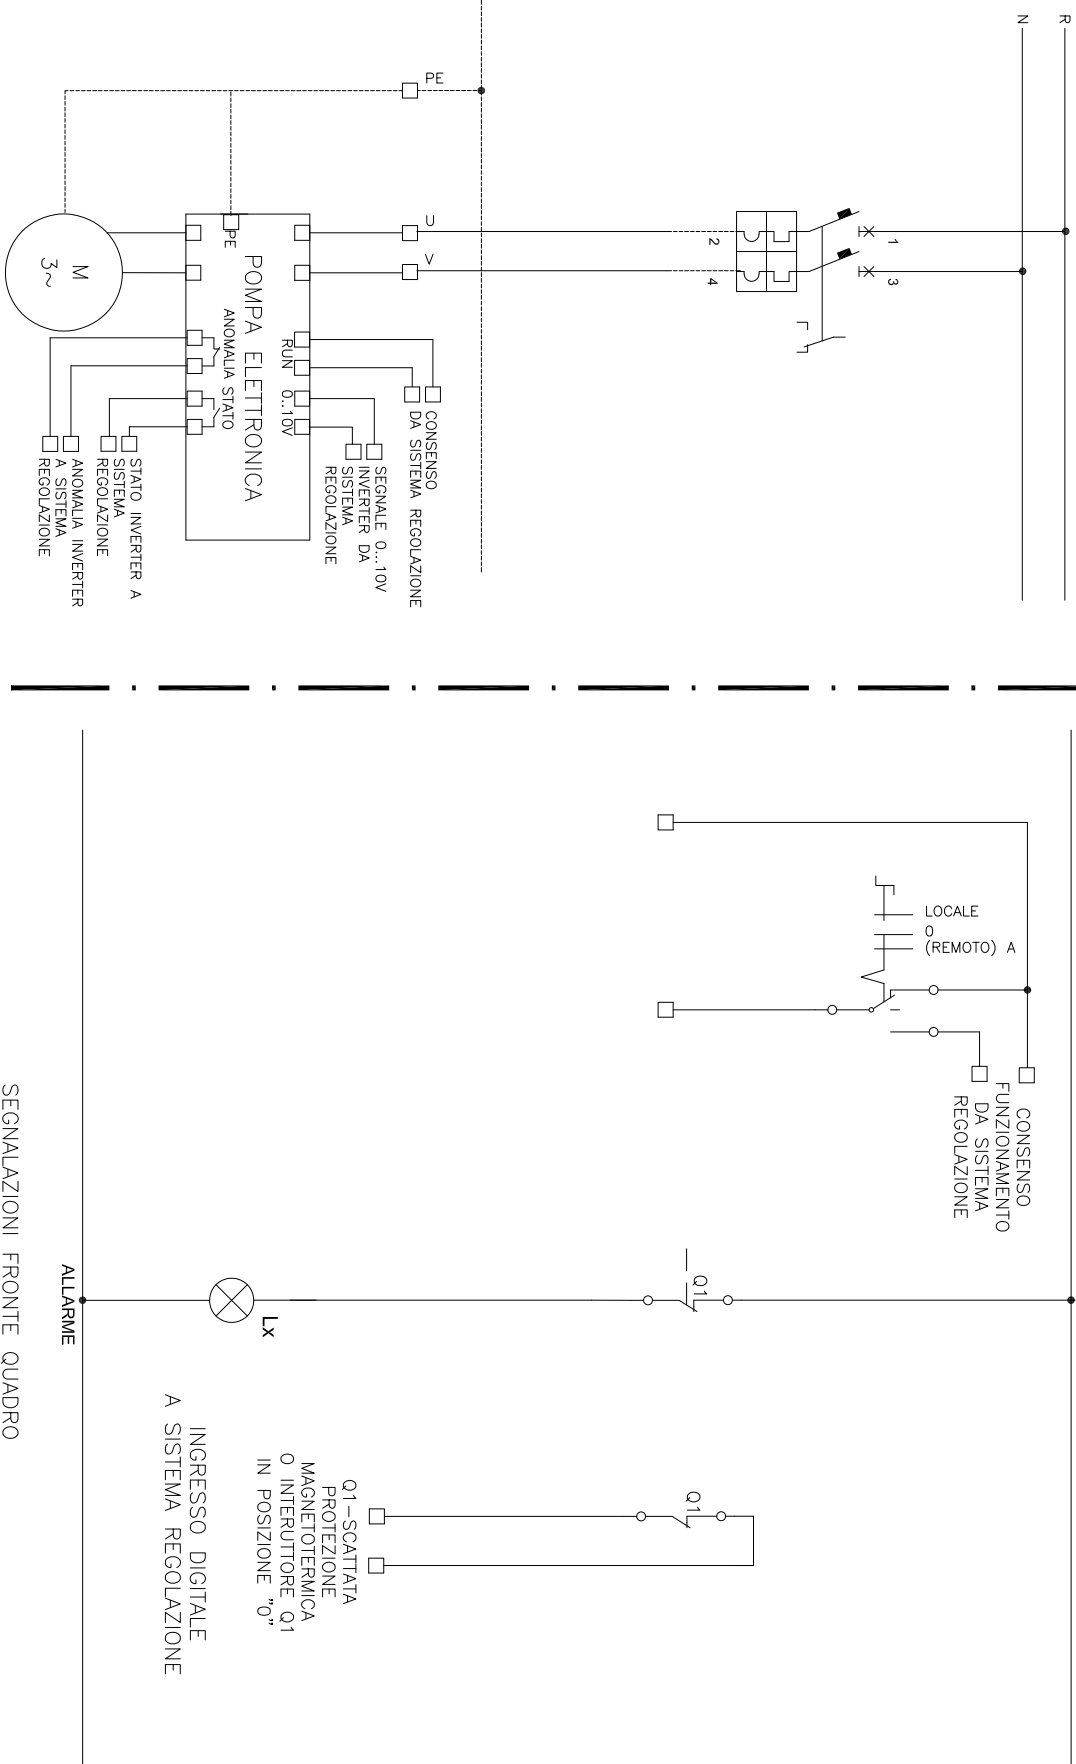 R
N
1
3
2
4
PE
U
V
PE
POMPA ELETTRONICA
RUN
0..10V
ANOMALIA
STATO
M
3~
CONSENSO
DA SISTEMA REGOLAZIONE
SEGNALE 0...10V
INVERTER DA
SISTEMA
REGOLAZIONE
STATO INVERTER A
SISTEMA
REGOLAZIONE
ANOMALIA INVERTER
A SISTEMA
REGOLAZIONE
LOCALE
0
(REMOTO) A
CONSENSO
FUNZIONAMENTO
DA SISTEMA
REGOLAZIONE
Q1
Lx
ALLARME
Q1
Q1-SCATTATA
PROTEZIONE
MAGNETOTERMICA
O INTERUTTORE Q1
IN POSIZIONE "0"
INGRESSO DIGITALE
A SISTEMA REGOLAZIONE
SEGNALAZIONI FRONTE QUADRO